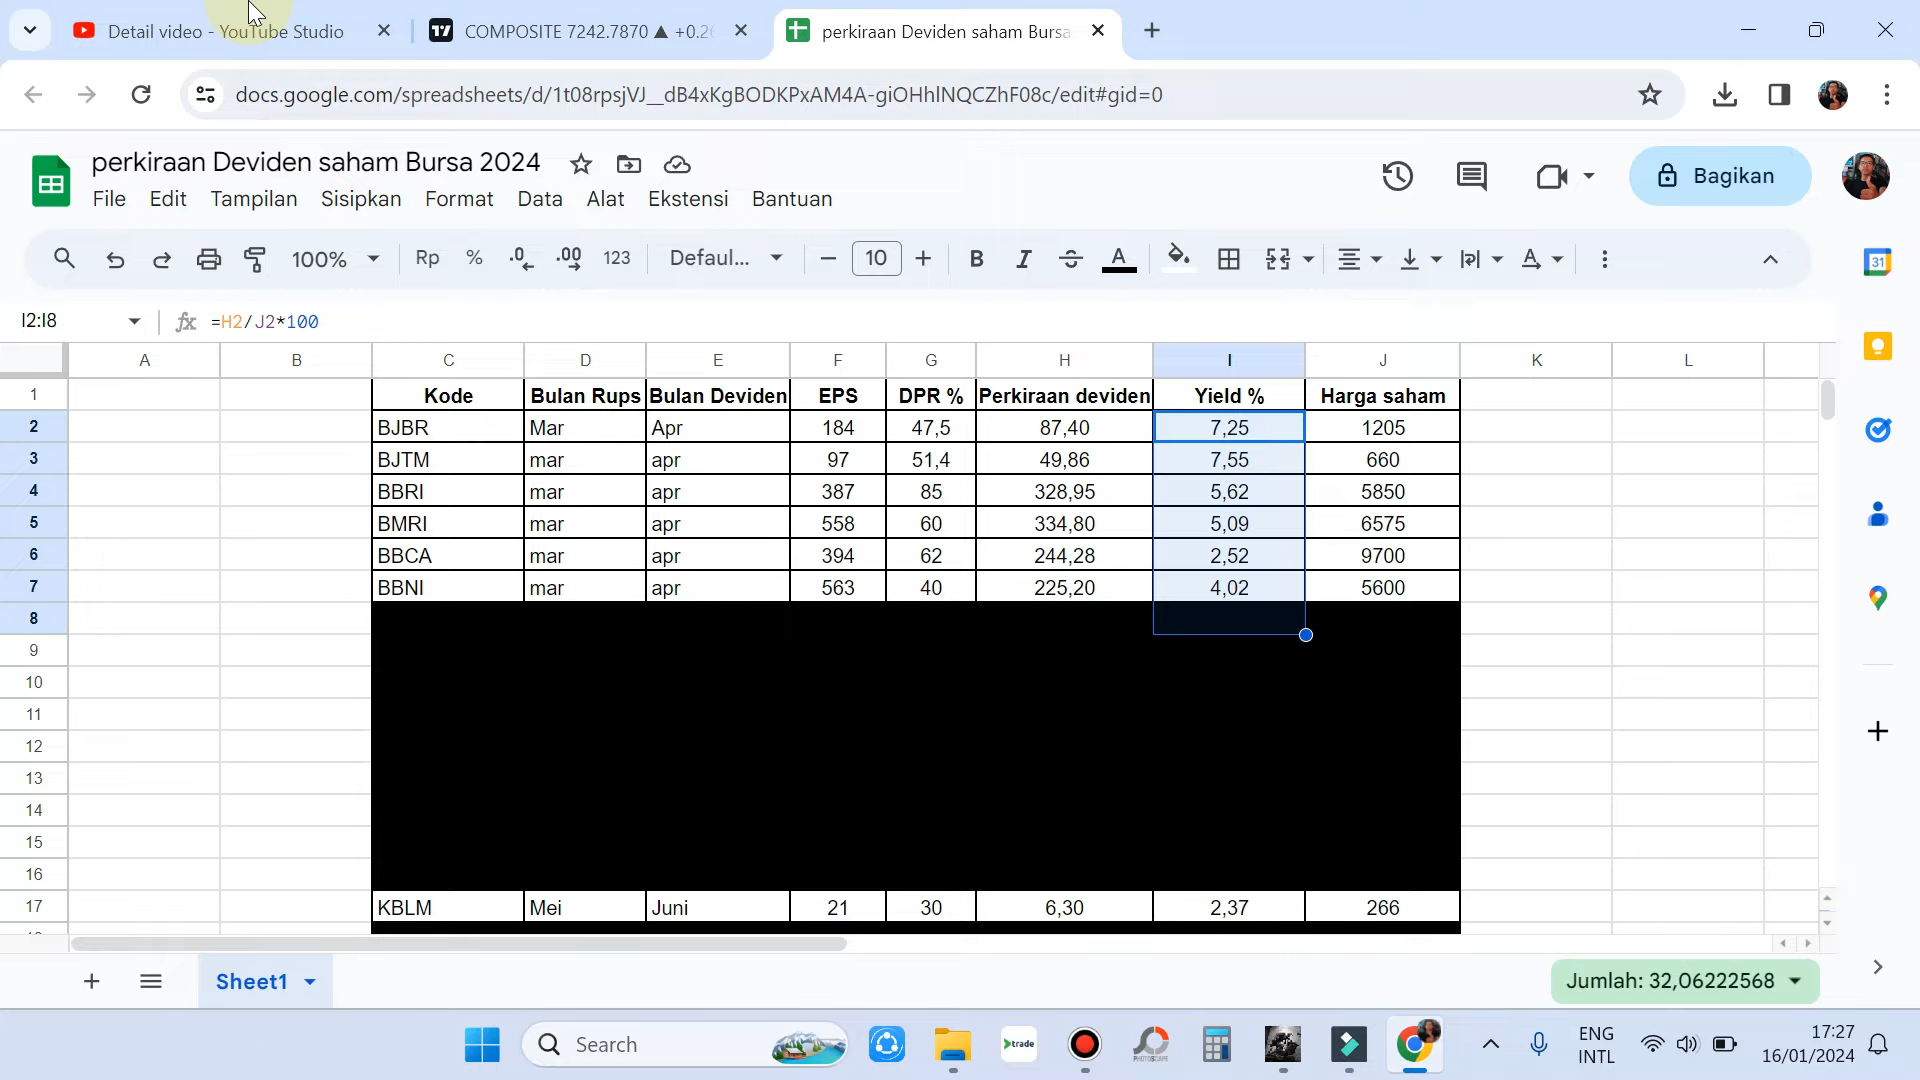 Detail video - YouTube Studio
COMPOSITE 7242.7870 ▲ +0.26
perkiraan Deviden saham Bursa
docs.google.com/spreadsheets/d/1t08rpsjVJ__dB4xKgBODKPxAM4A-giOHhINQCZhF08c/edit#gid=0
perkiraan Deviden saham Bursa 2024
File Edit Tampilan Sisipkan Format Data Alat Ekstensi Bantuan
Bagikan
100% Rp % .0 .00 123 Defaul... 10 B I S A
31
I2:I8 fx =H2/J2*100
A B C D E F G H I J K L
1 Kode Bulan Rups Bulan Deviden EPS DPR % Perkiraan deviden Yield % Harga saham
2 BJBR Mar Apr 184 47,5 87,40 7,25 1205
3 BJTM mar apr 97 51,4 49,86 7,55 660
4 BBRI mar apr 387 85 328,95 5,62 5850
5 BMRI mar apr 558 60 334,80 5,09 6575
6 BBCA mar apr 394 62 244,28 2,52 9700
7 BBNI mar apr 563 40 225,20 4,02 5600
8
9
10
11
12
13
14
15
16
17 KBLM Mei Juni 21 30 6,30 2,37 266
Sheet1
Jumlah: 32,06222568
Search
trade
PHOTOSCAPE
ENG
INTL
17:27
16/01/2024